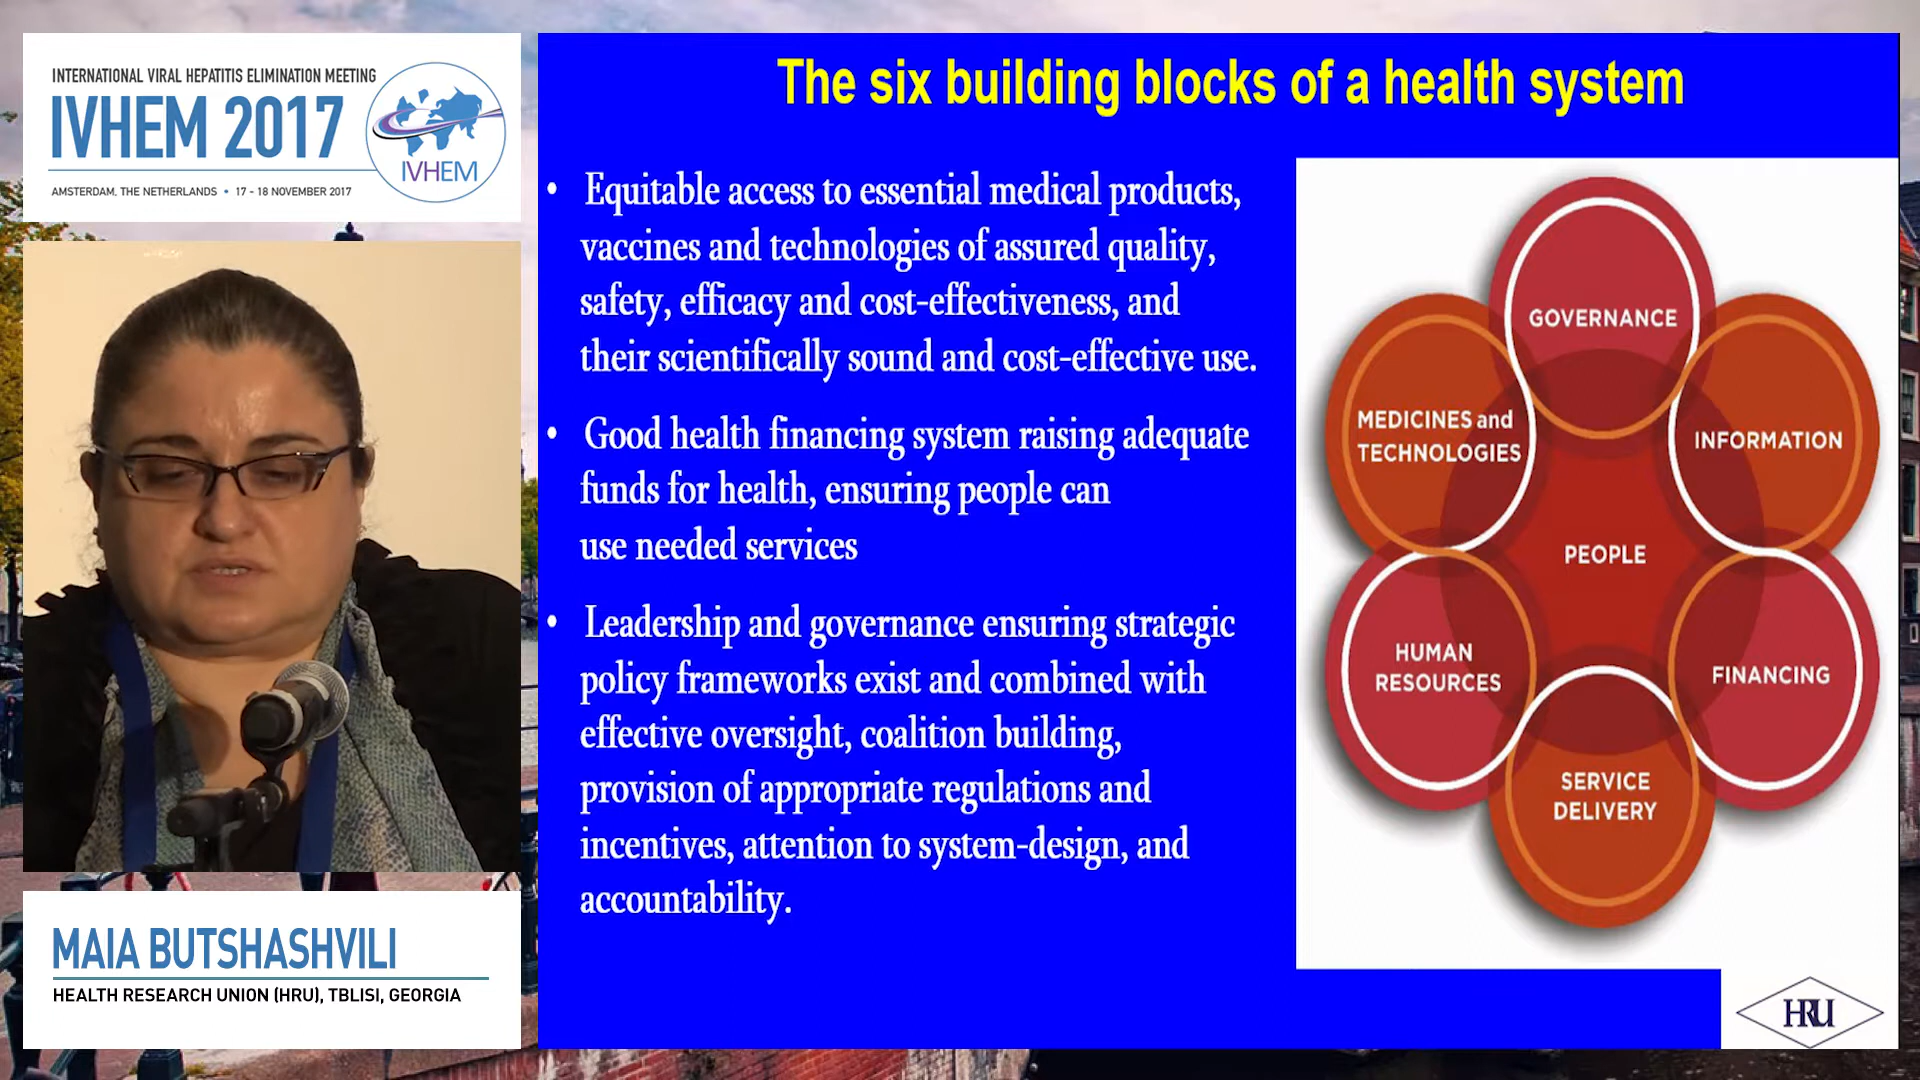 INTERNATIONAL VIRAL HEPATITIS ELIMINATION MEETING
IVHEM 2017
IVHEM
AMSTERDAM, THE NETHERLANDS • 17 - 18 NOVEMBER 2017
MAIA BUTSHASHVILI
HEALTH RESEARCH UNION (HRU), TBLISI, GEORGIA
The six building blocks of a health system
• Equitable access to essential medical products,
vaccines and technologies of assured quality,
safety, efficacy and cost-effectiveness, and
their scientifically sound and cost-effective use.
• Good health financing system raising adequate
funds for health, ensuring people can
use needed services
• Leadership and governance ensuring strategic
policy frameworks exist and combined with
effective oversight, coalition building,
provision of appropriate regulations and
incentives, attention to system-design, and
accountability.
GOVERNANCE
MEDICINES and
TECHNOLOGIES
INFORMATION
PEOPLE
HUMAN
RESOURCES
FINANCING
SERVICE
DELIVERY
HRU